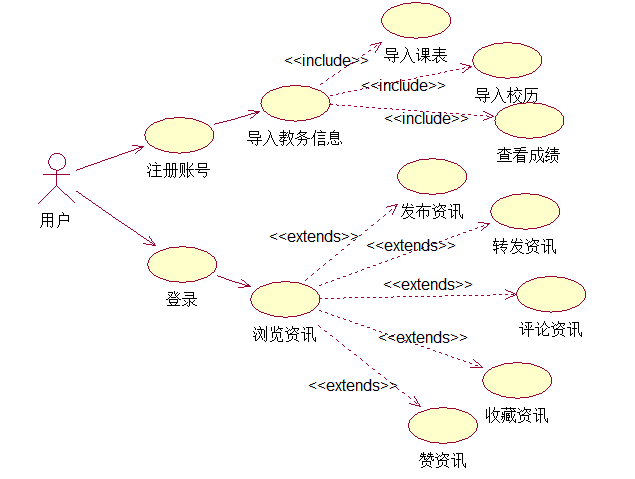 <<include>>
导入课表
<<include>>
导入校历
导入教务信息
<<include>>
查看成绩
注册账号
用户
发布资讯
<<extends>>
<<extends>>
转发资讯
<<extends>>
登录
浏览资讯
评论资讯
<<extends>>
<<extends>>
收藏资讯
赞资讯